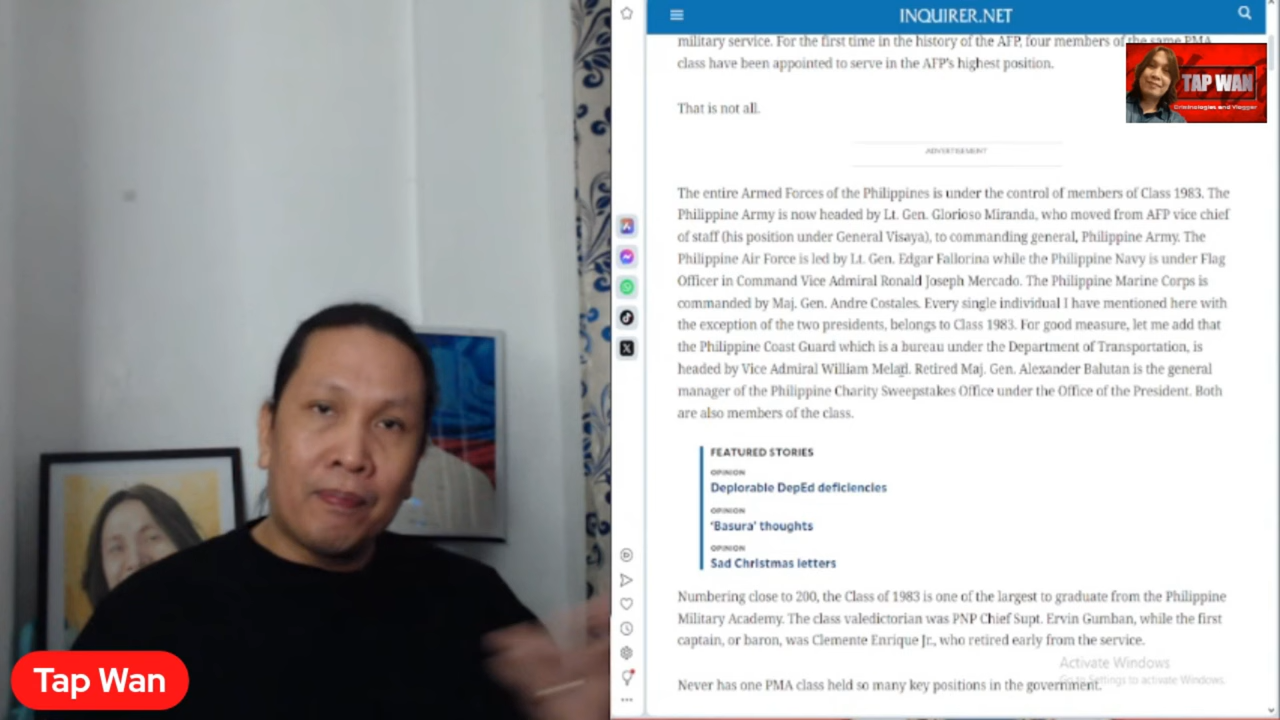 INQUIRER.NET
military service. For the first time in the history of the AFP, four members of the same PMA
class have been appointed to serve in the AFP's highest position.
TAP WAN
Criminologist and Vlogger
That is not all.
ADVERTISEMENT
The entire Armed Forces of the Philippines is under the control of members of Class 1983. The
Philippine Army is now headed by Lt. Gen. Glorioso Miranda, who moved from AFP vice chief
of staff (his position under General Visaya), to commanding general, Philippine Army. The
Philippine Air Force is led by Lt. Gen. Edgar Fallorina while the Philippine Navy is under Flag
Officer in Command Vice Admiral Ronald Joseph Mercado. The Philippine Marine Corps is
commanded by Maj. Gen. Andre Costales. Every single individual I have mentioned here with
the exception of the two presidents, belongs to Class 1983. For good measure, let me add that
the Philippine Coast Guard which is a bureau under the Department of Transportation, is
headed by Vice Admiral William Melad. Retired Maj. Gen. Alexander Balutan is the general
manager of the Philippine Charity Sweepstakes Office under the Office of the President. Both
are also members of the class.
FEATURED STORIES
OPINION
Deplorable DepEd deficiencies
OPINION
'Basura' thoughts
OPINION
Sad Christmas letters
Numbering close to 200, the Class of 1983 is one of the largest to graduate from the Philippine
Military Academy. The class valedictorian was PNP Chief Supt. Ervin Gumban, while the first
captain, or baron, was Clemente Enrique Jr., who retired early from the service.
Activate Windows
Go to Settings to activate Windows.
Never has one PMA class held so many key positions in the government.
Tap Wan